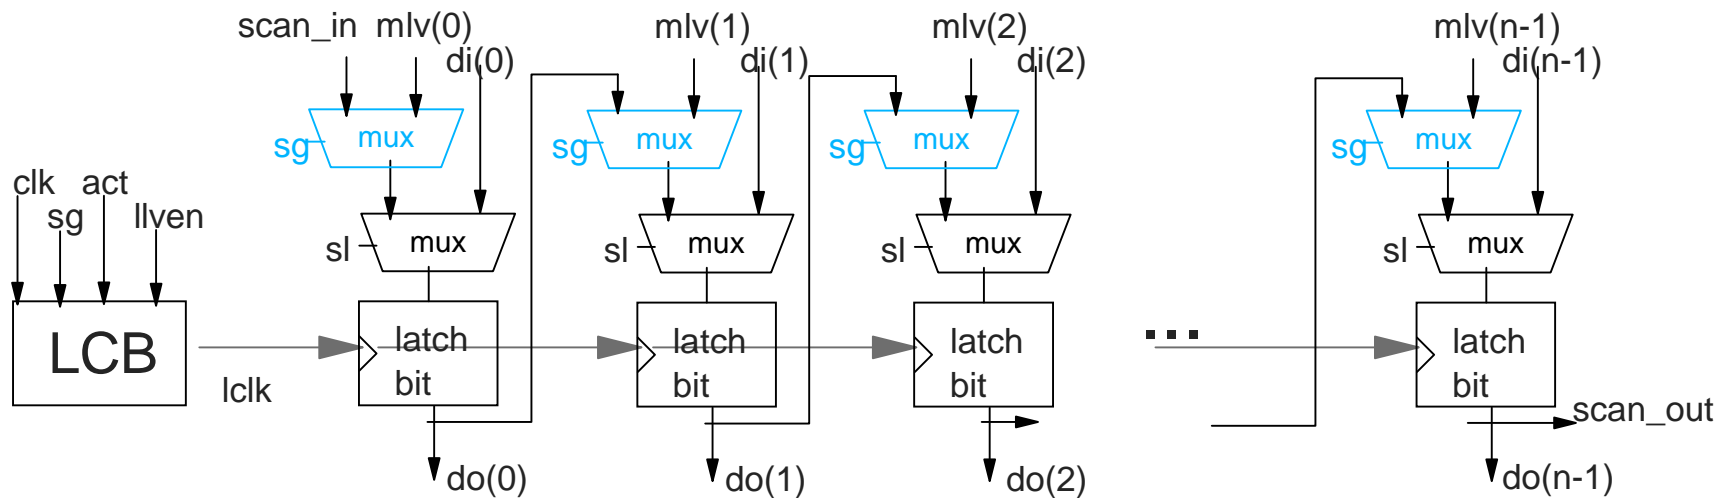 scan_in mlv(0) mlv(1) mlv(2) mlv(n-1)
di(0) di(1) di(2) di(n-1)
sg mux sg mux sg mux sg mux
clk act
sg llven
sl mux sl mux sl mux sl mux
LCB
latch bit
latch bit
latch bit
...
latch bit
lclk
scan_out
do(0) do(1) do(2) do(n-1)